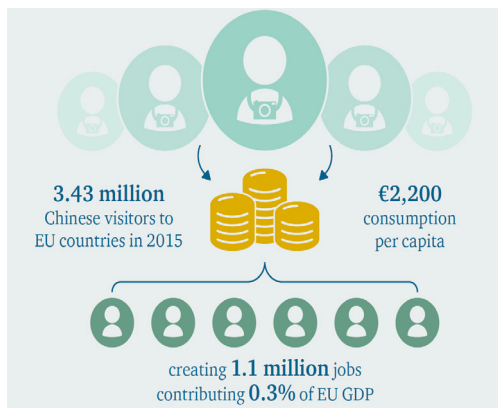 3.43 million
Chinese visitors to
EU countries in 2015
€2,200
consumption
per capita
creating 1.1 million jobs
contributing 0.3% of EU GDP